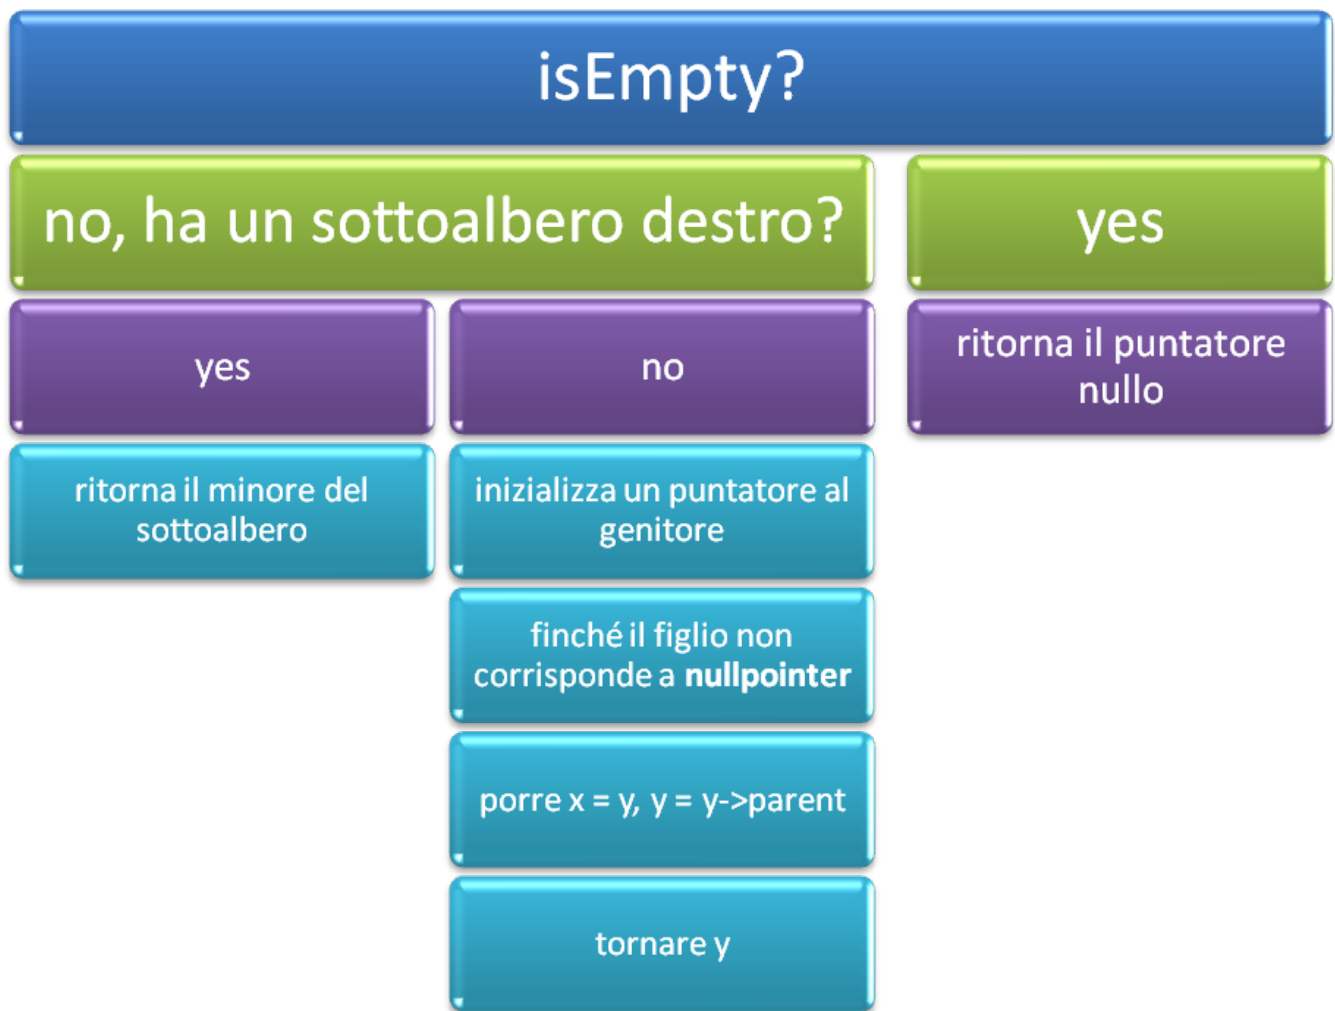 isEmpty?
no, ha un sottoalbero destro?
yes
yes
no
ritorna il puntatore
nullo
ritorna il minore del
sottoalbero
inizializza un puntatore al
genitore
finché il figlio non
corrisponde a nullpointer
porre x = y, y = y->parent
tornare y